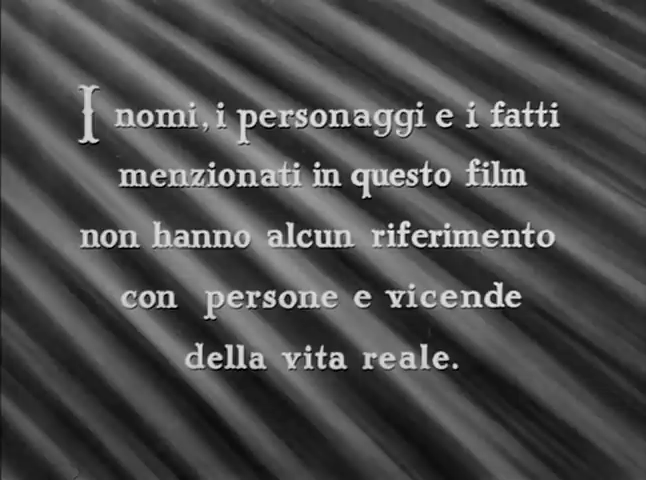 I nomi, i personaggi e i fatti
menzionati in questo film
non hanno alcun riferimento
con persone e vicende
della vita reale.